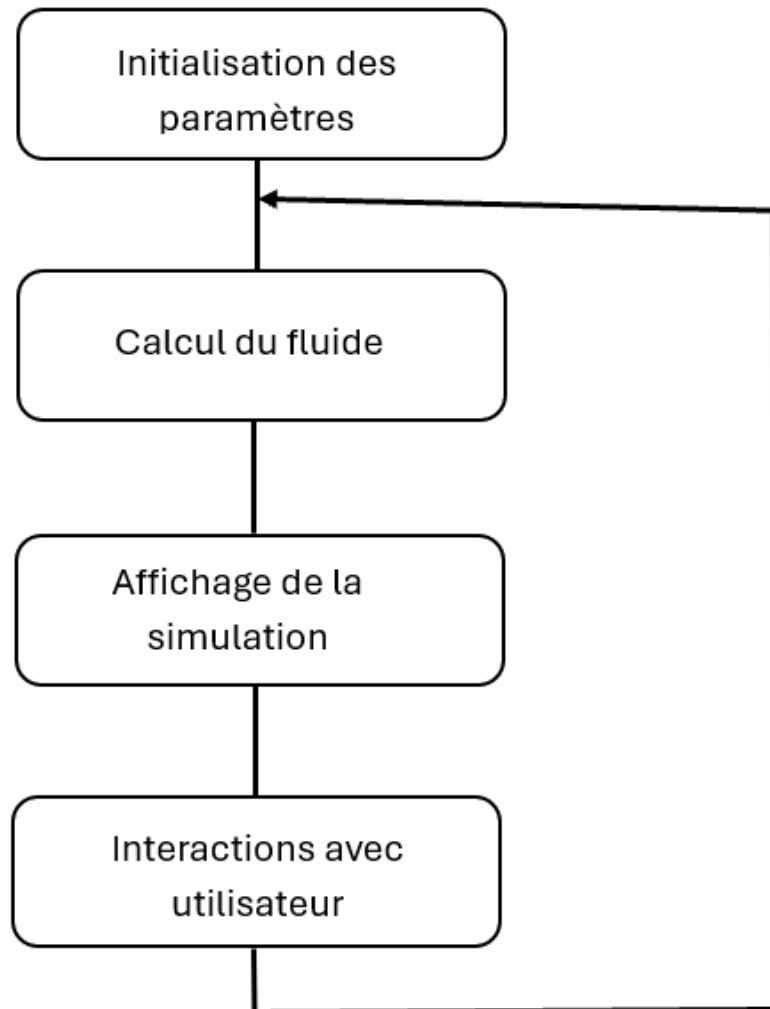 Initialisation des
paramètres
Calcul du fluide
Affichage de la
simulation
Interactions avec
utilisateur